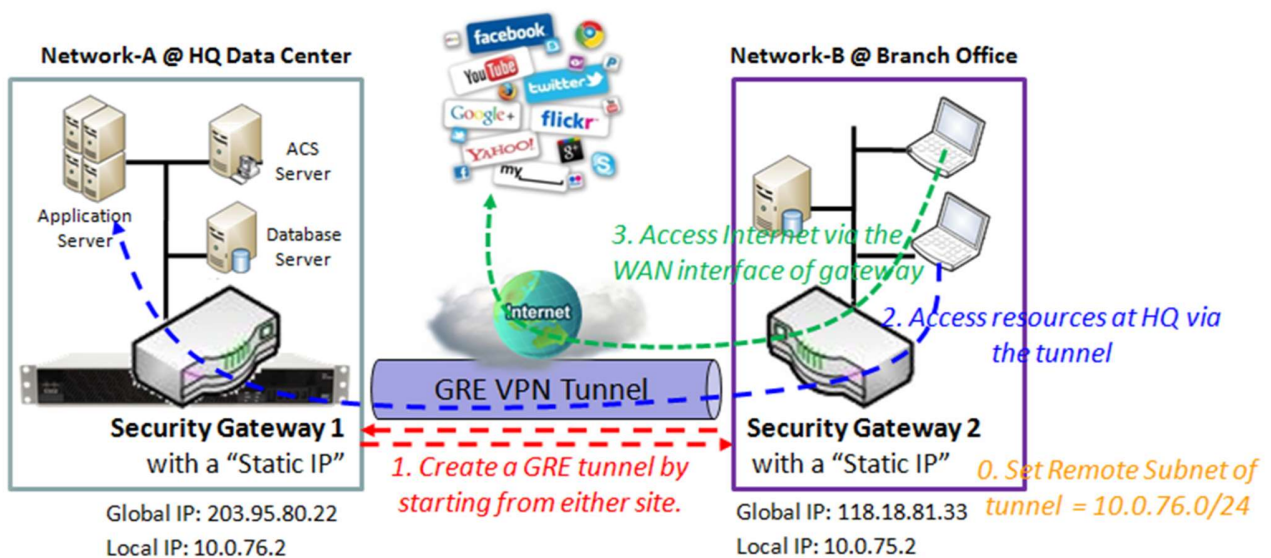 Network-A @ HQ Data Center
Application
Server
ACS
Server
Database
Server
Security Gateway 1
with a “Static IP”
Global IP: 203.95.80.22
Local IP: 10.0.76.2
facebook
YouTube
twitter
Google+
flickr
YAHOO!
g+
my
Internet
GRE VPN Tunnel
1. Create a GRE tunnel by
starting from either site.
Network-B @ Branch Office
3. Access Internet via the
WAN interface of gateway
2. Access resources at HQ via
the tunnel
Security Gateway 2
with a “Static IP”
0. Set Remote Subnet of
tunnel = 10.0.76.0/24
Global IP: 118.18.81.33
Local IP: 10.0.75.2